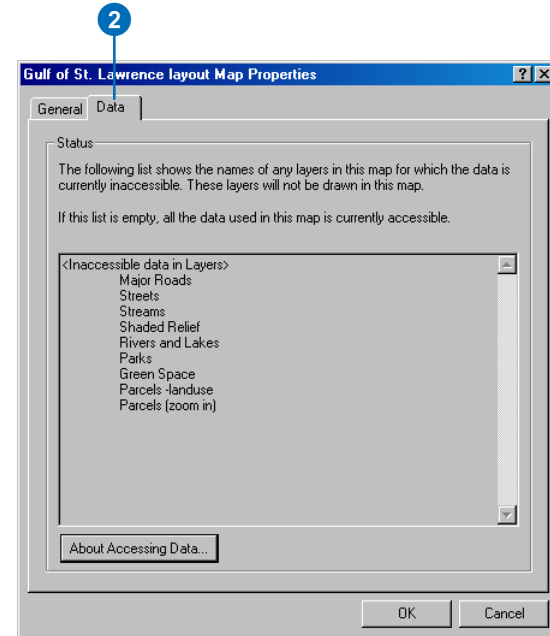 2
Gulf of St. Lawrence layout Map Properties
General Data
Status
The following list shows the names of any layers in this map for which the data is
currently inaccessible. These layers will not be drawn in this map.
If this list is empty, all the data used in this map is currently accessible.
<Inaccessible data in Layers>
Major Roads
Streets
Streams
Shaded Relief
Rivers and Lakes
Parks
Green Space
Parcels -landuse
Parcels (zoom in)
About Accessing Data...
OK Cancel